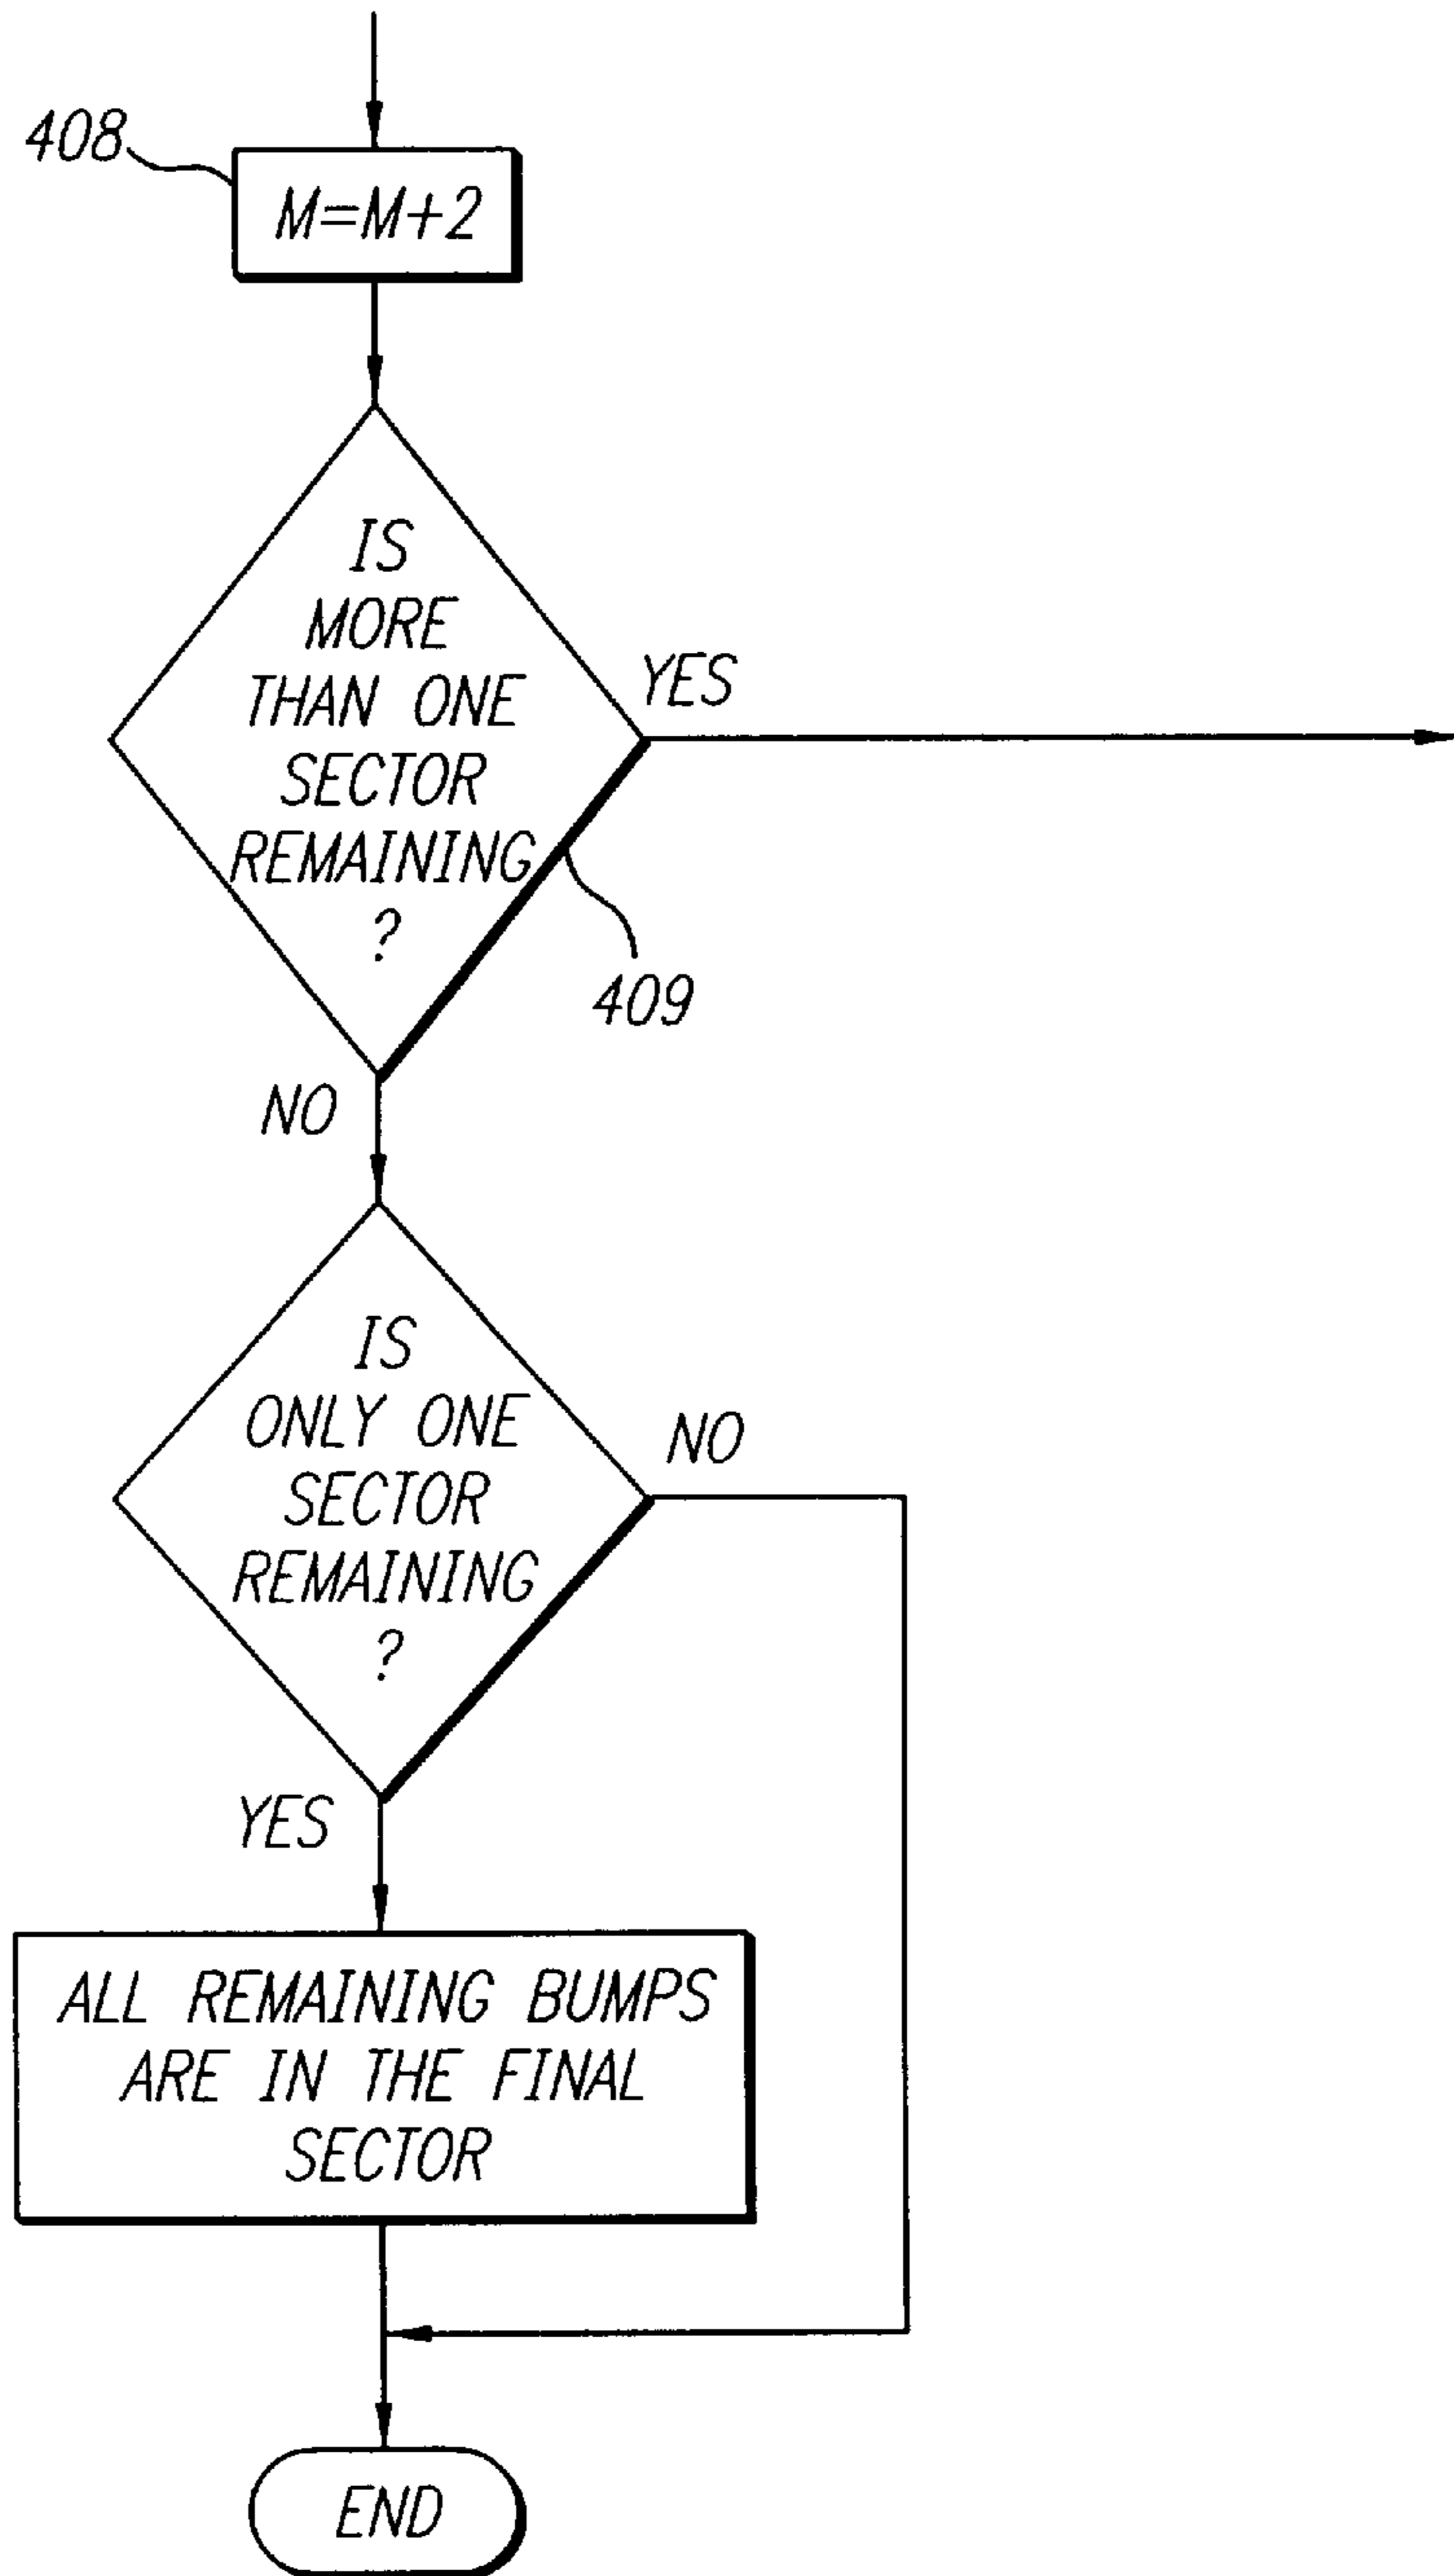 408
M=M+2
IS
MORE
THAN ONE
SECTOR
REMAINING
?
YES
409
NO
IS
ONLY ONE
SECTOR
REMAINING
?
NO
YES
ALL REMAINING BUMPS
ARE IN THE FINAL
SECTOR
END